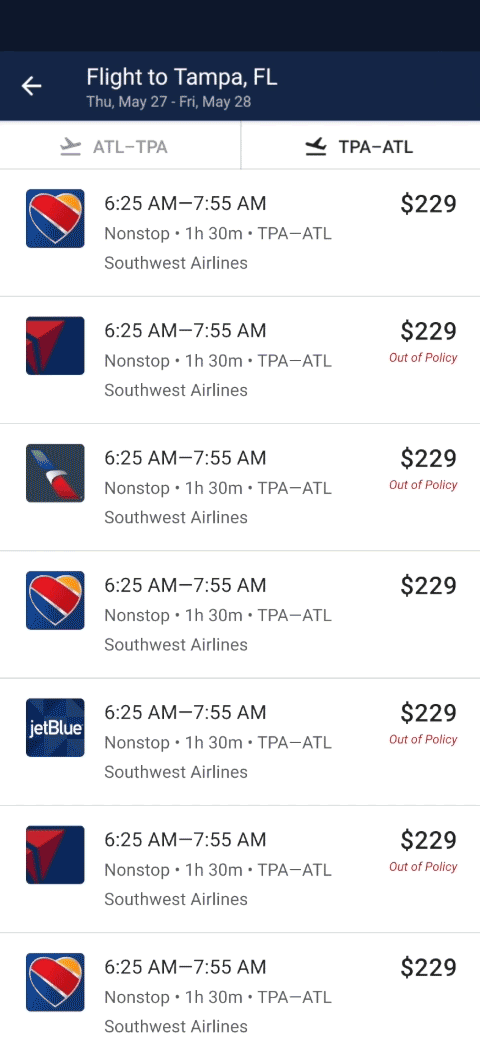 Flight to Tampa, FL
Thu, May 27 - Fri, May 28
ATL–TPA
TPA–ATL
6:25 AM—7:55 AM
$229
Nonstop • 1h 30m • TPA—ATL
Southwest Airlines
6:25 AM—7:55 AM
$229
Nonstop • 1h 30m • TPA—ATL
Out of Policy
Southwest Airlines
6:25 AM—7:55 AM
$229
Nonstop • 1h 30m • TPA—ATL
Out of Policy
Southwest Airlines
6:25 AM—7:55 AM
$229
Nonstop • 1h 30m • TPA—ATL
Southwest Airlines
jetBlue
6:25 AM—7:55 AM
$229
Nonstop • 1h 30m • TPA—ATL
Out of Policy
Southwest Airlines
6:25 AM—7:55 AM
$229
Nonstop • 1h 30m • TPA—ATL
Out of Policy
Southwest Airlines
6:25 AM—7:55 AM
$229
Nonstop • 1h 30m • TPA—ATL
Southwest Airlines